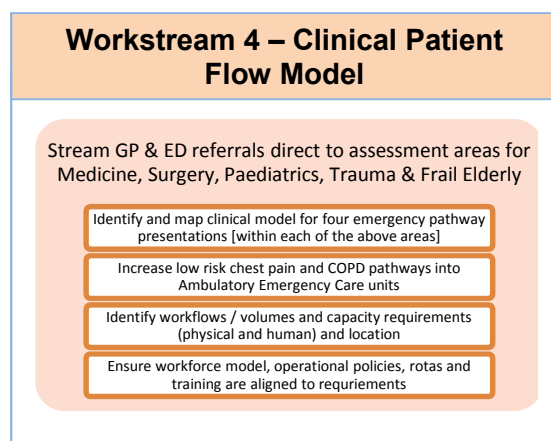 Workstream 4 – Clinical Patient
Flow Model
Stream GP & ED referrals direct to assessment areas for
Medicine, Surgery, Paediatrics, Trauma & Frail Elderly
Identify and map clinical model for four emergency pathway
presentations [within each of the above areas]
Increase low risk chest pain and COPD pathways into
Ambulatory Emergency Care units
Identify workflows / volumes and capacity requirements
(physical and human) and location
Ensure workforce model, operational policies, rotas and
training are aligned to requriements